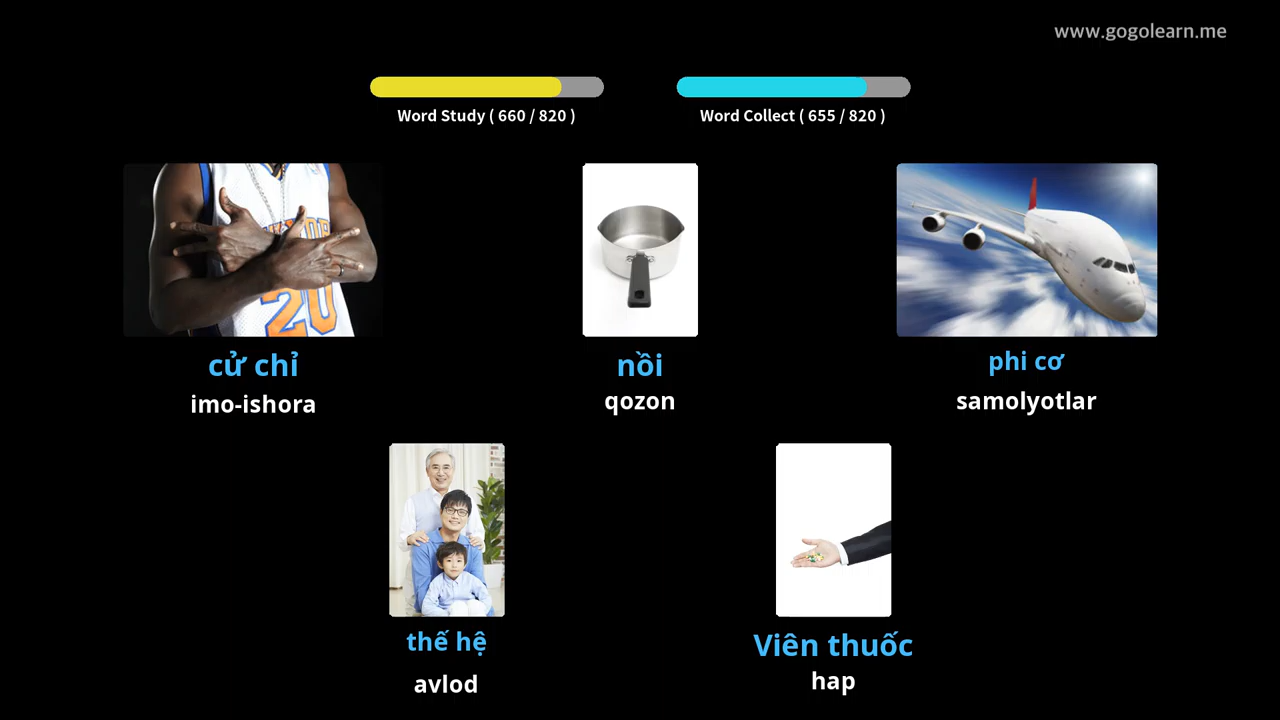 www.gogolearn.me
Word Study ( 660 / 820 )
Word Collect ( 655 / 820 )
20
cử chỉ
nồi
phi cơ
imo-ishora
qozon
samolyotlar
thế hệ
Viên thuốc
avlod
hap